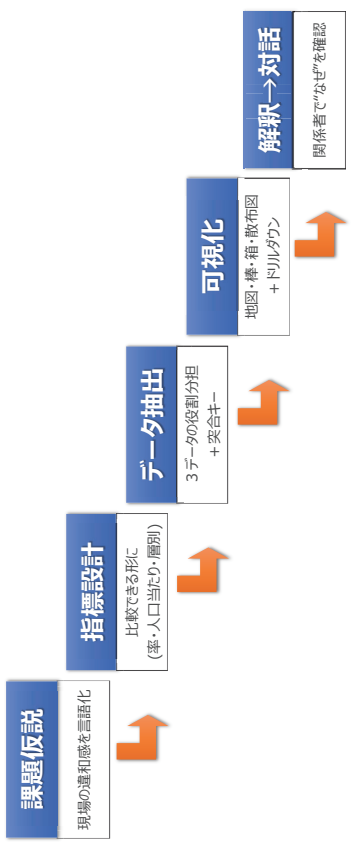 課題仮説
現場の違和感を言語化
指標設計
比較できる形に
(率・人口当たり・層別)
データ抽出
3データの役割分担
+突合キー
可視化
地図・棒・箱・散布図
+ドリルダウン
解釈→対話
関係者で"なぜ"を確認